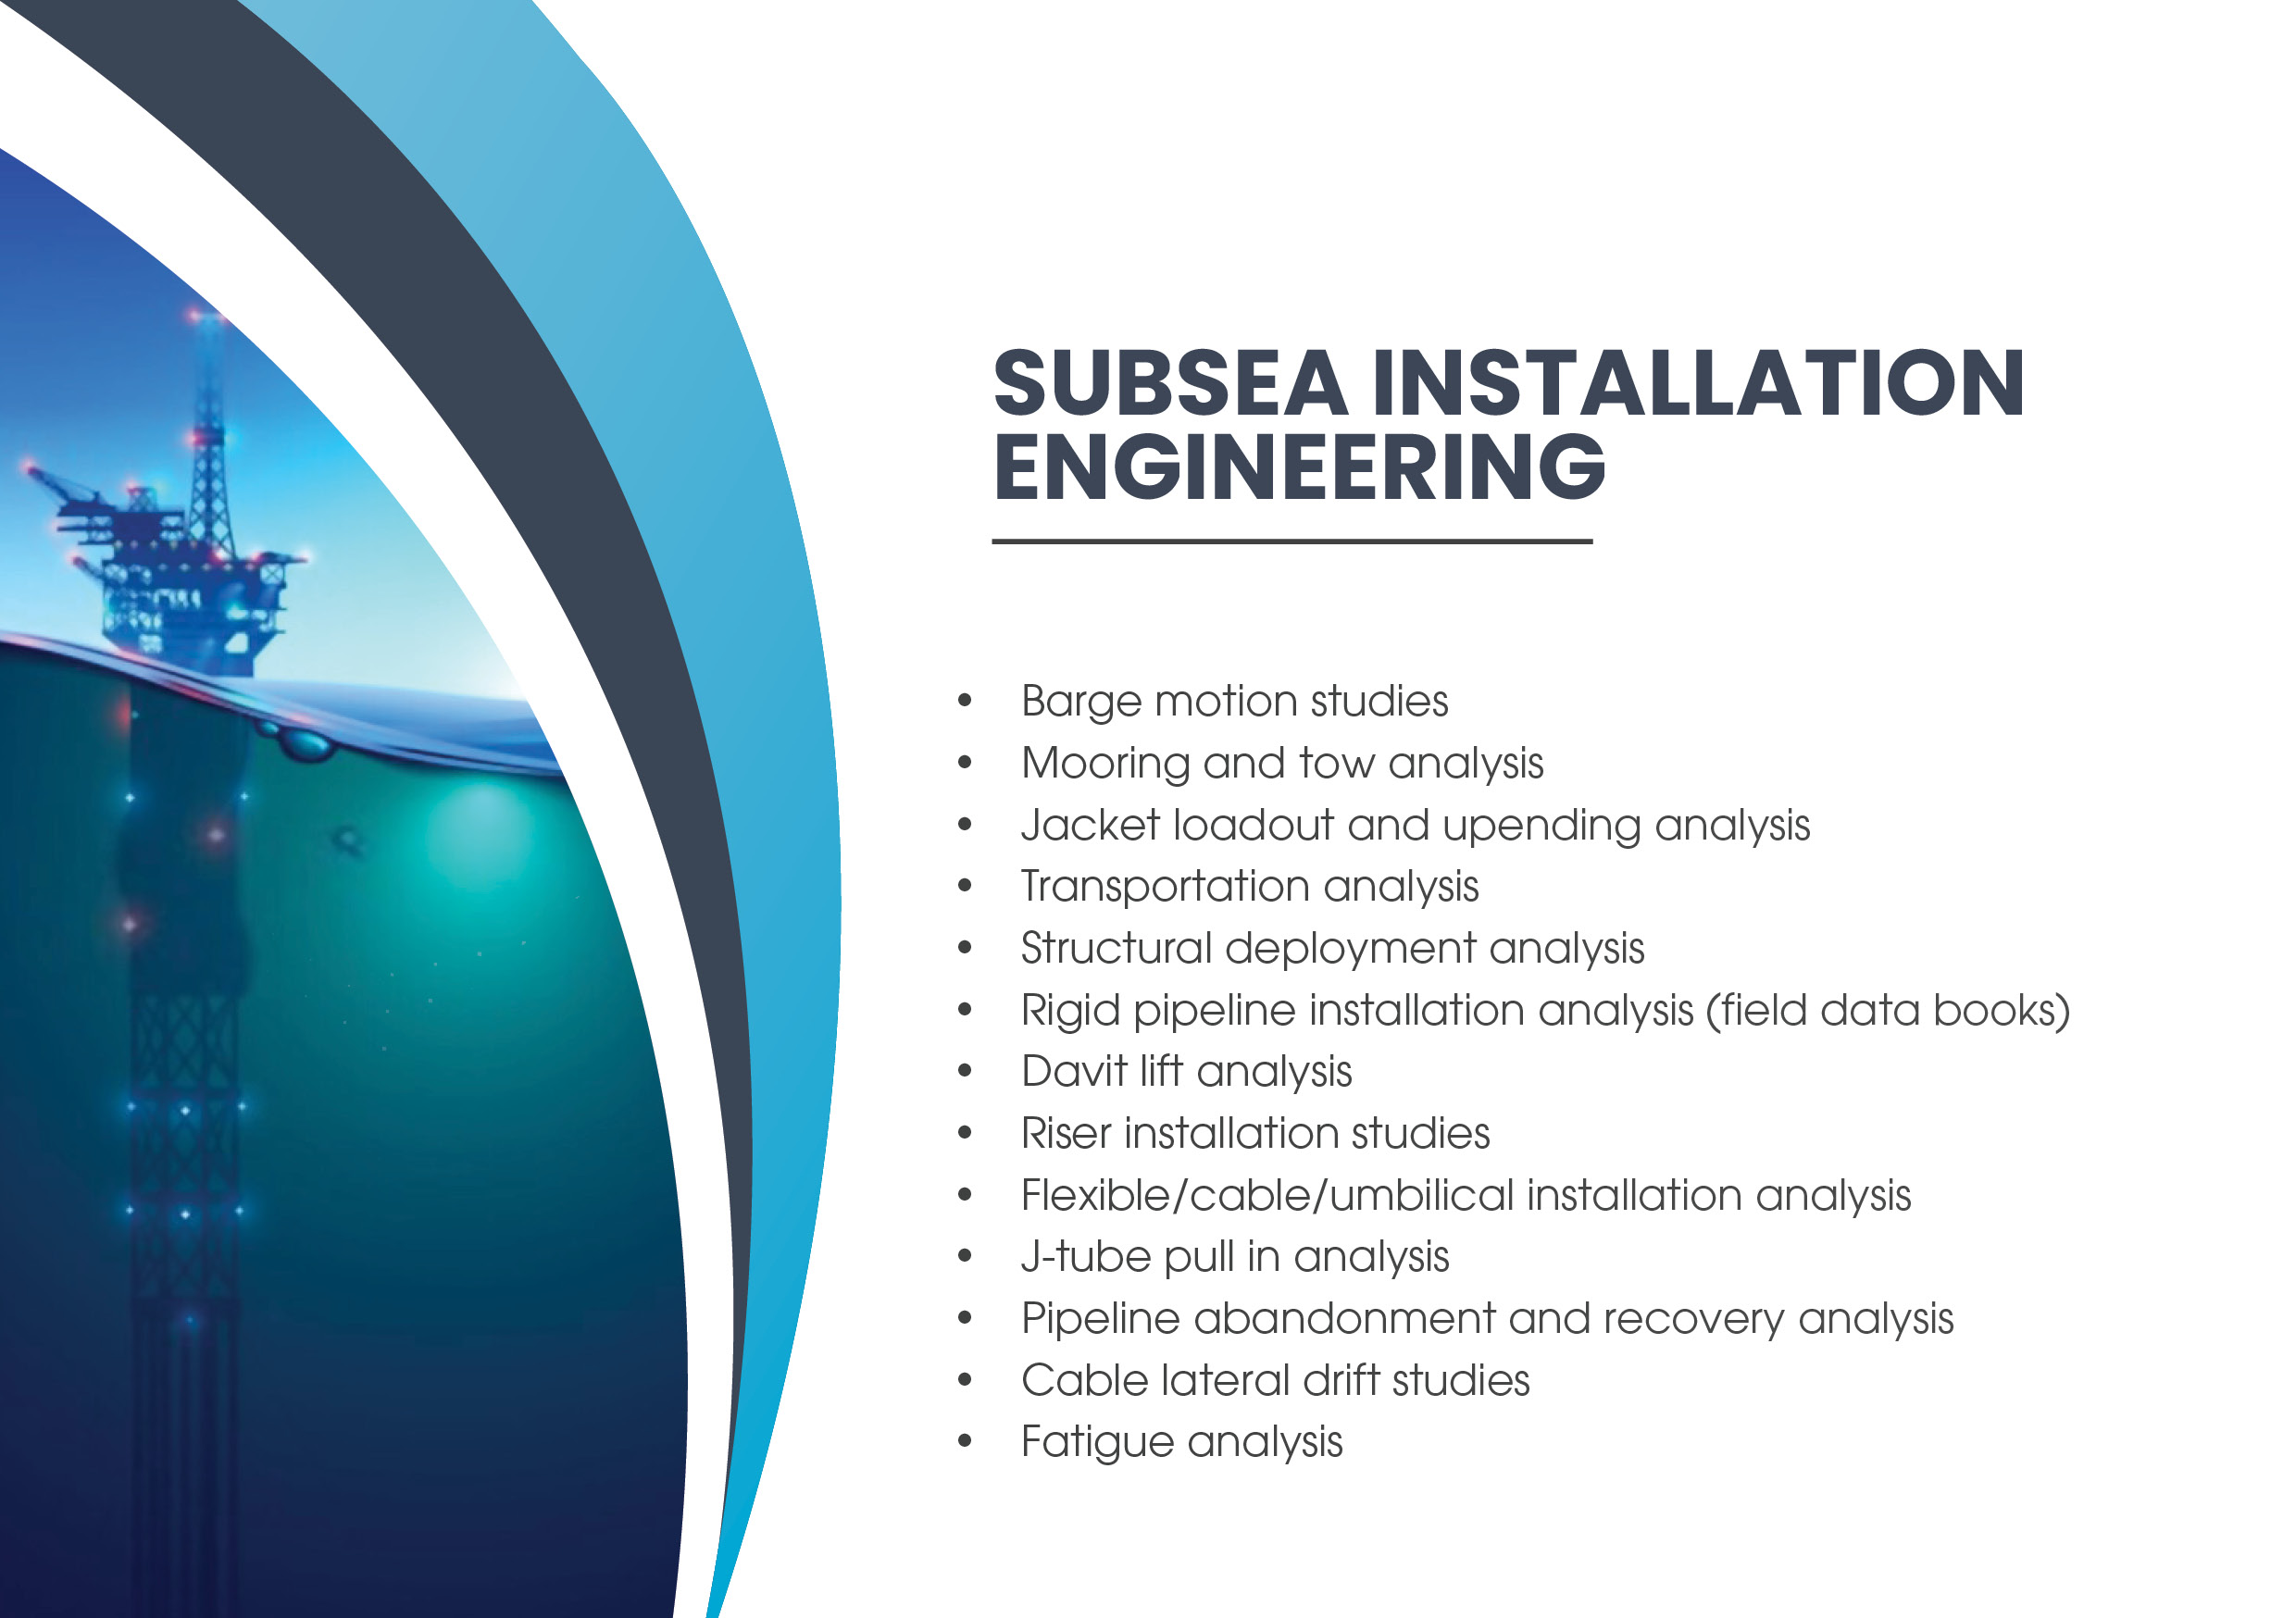 SUBSEA INSTALLATION
ENGINEERING
• Barge motion studies
• Mooring and tow analysis
• Jacket loadout and upending analysis
• Transportation analysis
• Structural deployment analysis
• Rigid pipeline installation analysis (field data books)
• Davit lift analysis
• Riser installation studies
• Flexible/cable/umbilical installation analysis
• J-tube pull in analysis
• Pipeline abandonment and recovery analysis
• Cable lateral drift studies
• Fatigue analysis